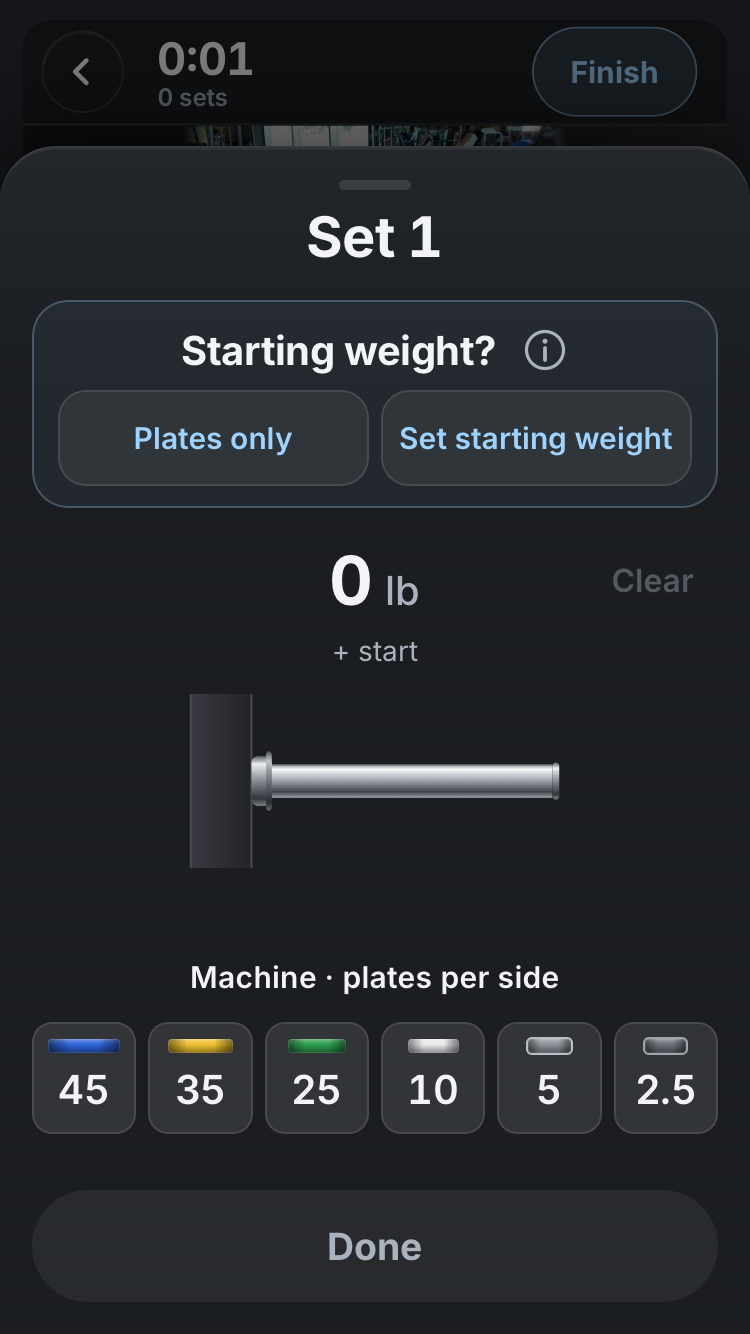 0:01
0 sets
Finish
Set 1
Starting weight?
Plates only
Set starting weight
0 lb
Clear
+ start
Machine · plates per side
45
35
25
10
5
2.5
Done